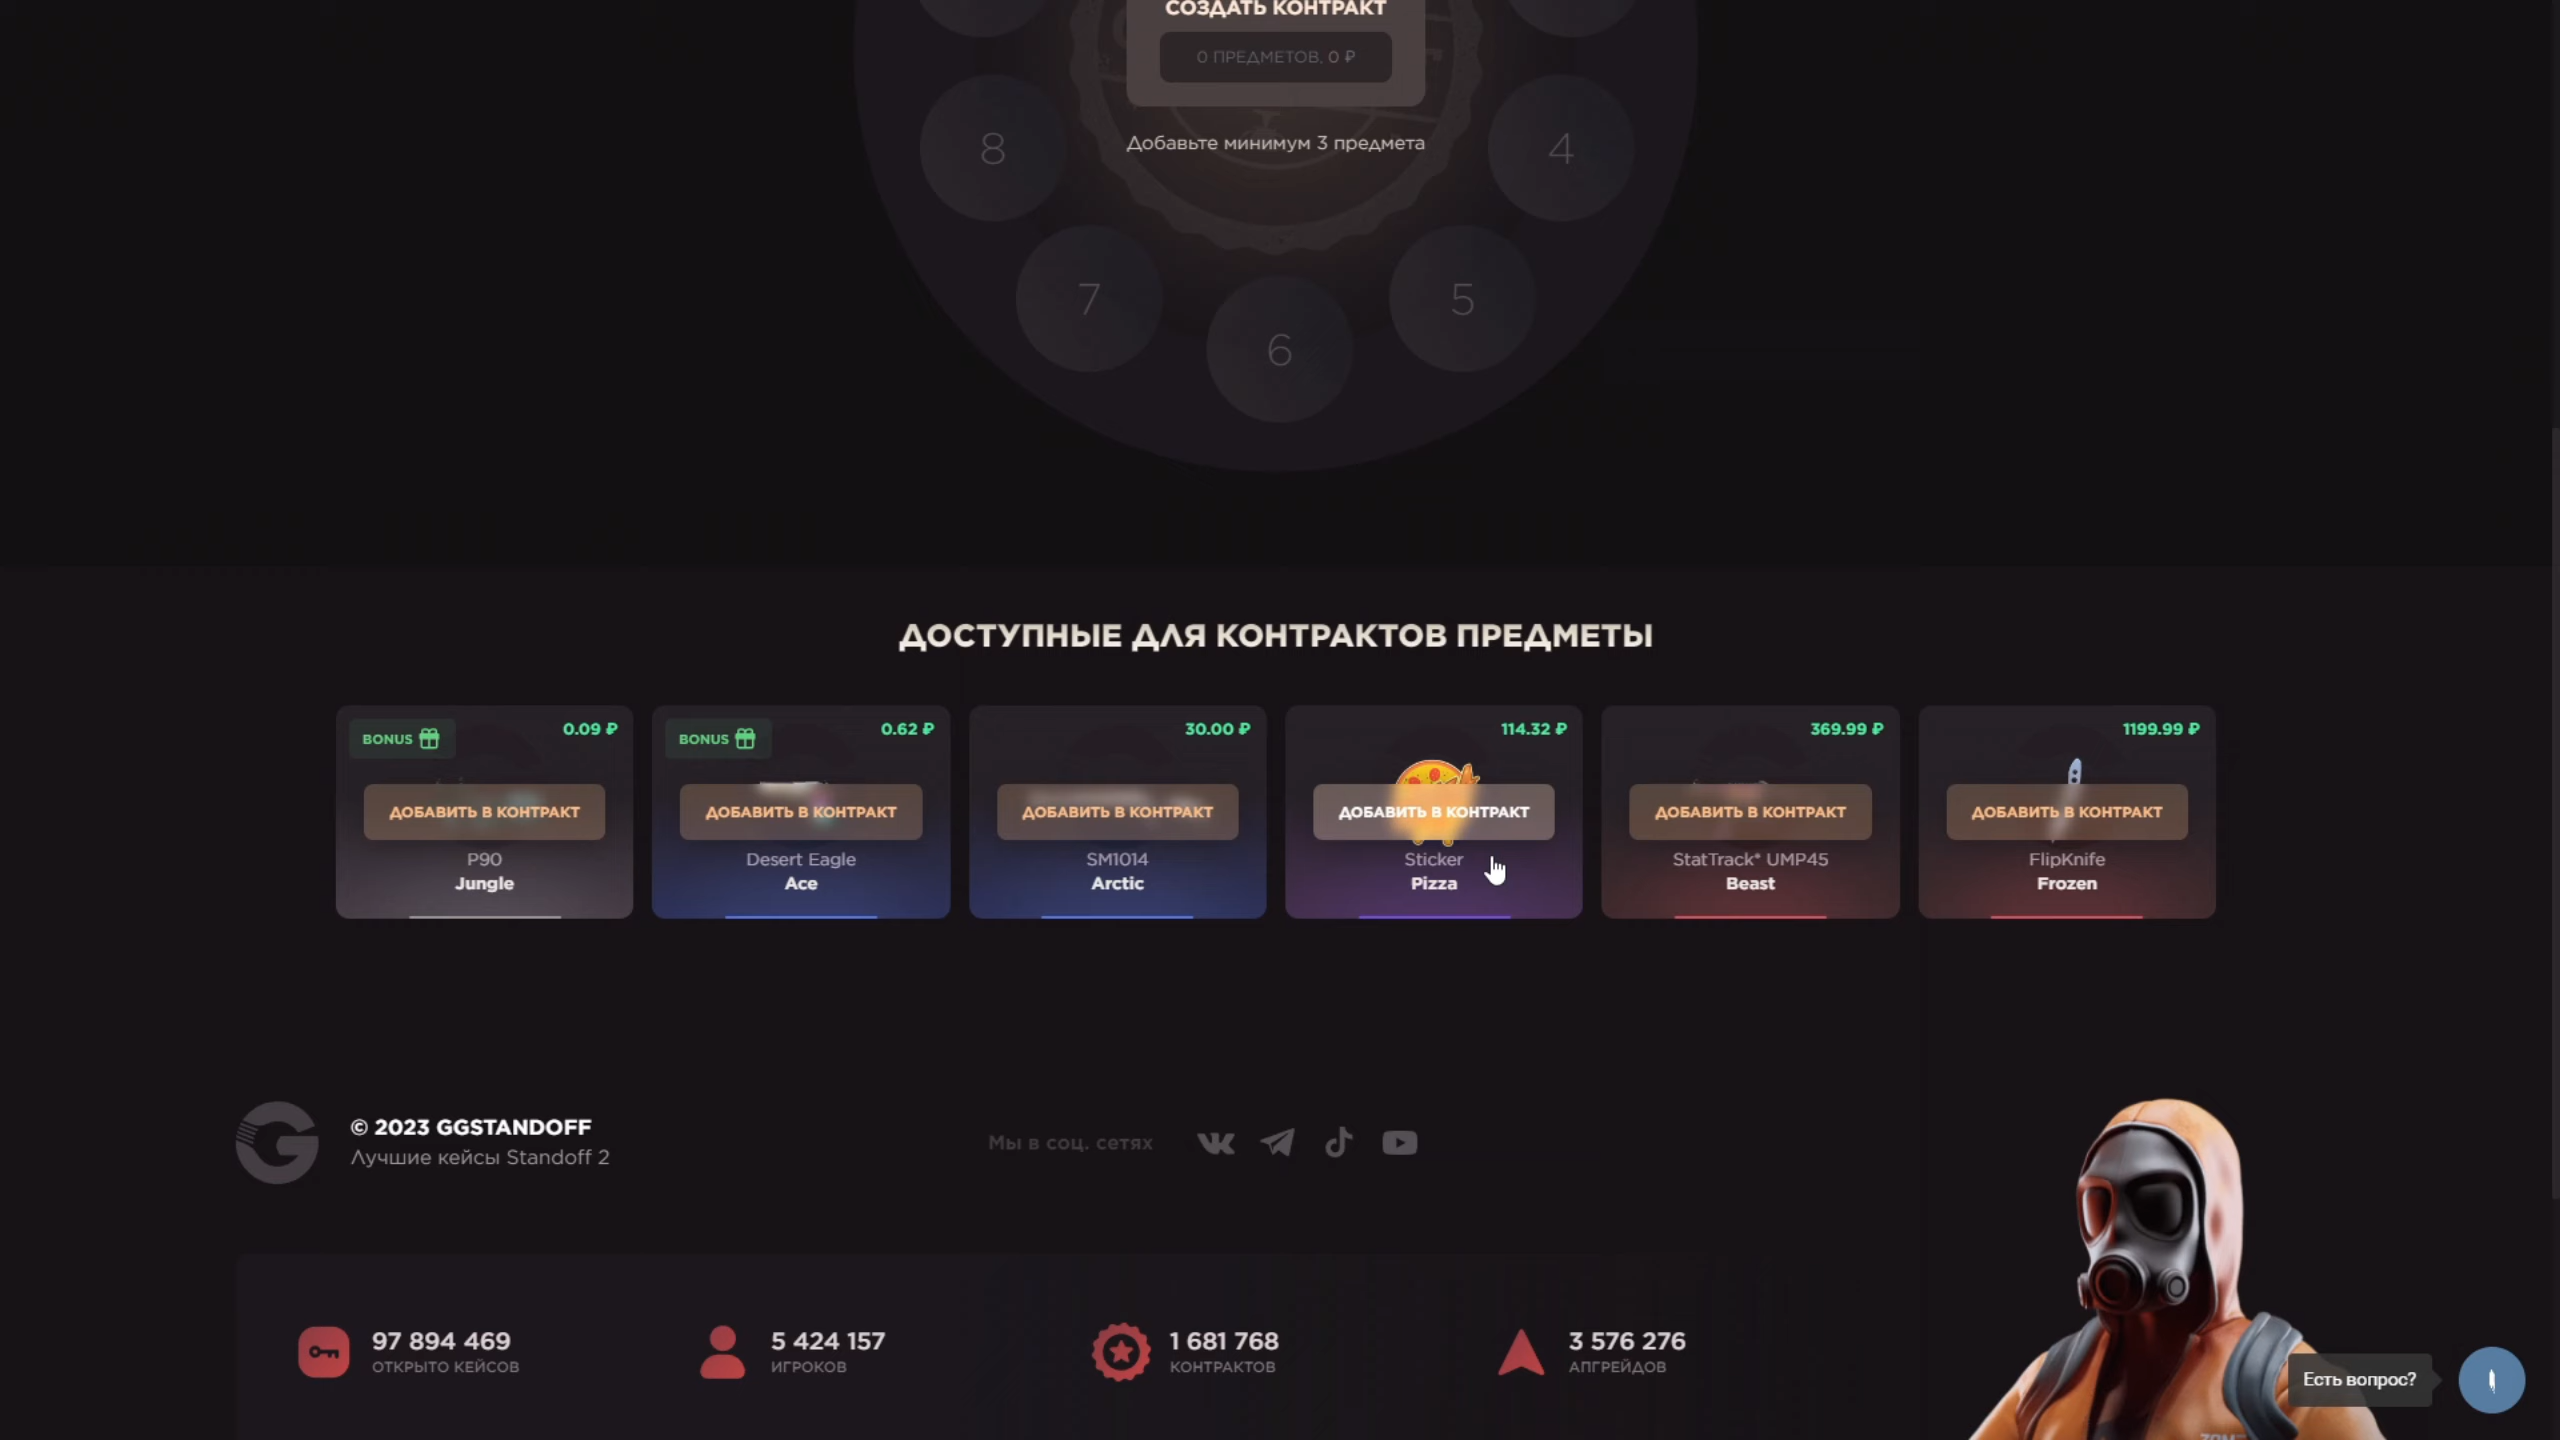 СОЗДАТЬ КОНТРАКТ
0 ПРЕДМЕТОВ, 0 ₽
Добавьте минимум 3 предмета
8
4
7
5
6
ДОСТУПНЫЕ ДЛЯ КОНТРАКТОВ ПРЕДМЕТЫ
BONUS 0.09 ₽
ДОБАВИТЬ В КОНТРАКТ
P90
Jungle
BONUS 0.62 ₽
ДОБАВИТЬ В КОНТРАКТ
Desert Eagle
Ace
30.00 ₽
ДОБАВИТЬ В КОНТРАКТ
SM1014
Arctic
114.32 ₽
ДОБАВИТЬ В КОНТРАКТ
Sticker
Pizza
369.99 ₽
ДОБАВИТЬ В КОНТРАКТ
StatTrack* UMP45
Beast
1199.99 ₽
ДОБАВИТЬ В КОНТРАКТ
FlipKnife
Frozen
© 2023 GGSTANDOFF
Лучшие кейсы Standoff 2
Мы в соц. сетях
97 894 469
ОТКРЫТО КЕЙСОВ
5 424 157
ИГРОКОВ
1 681 768
КОНТРАКТОВ
3 576 276
АПГРЕЙДОВ
Есть вопрос?